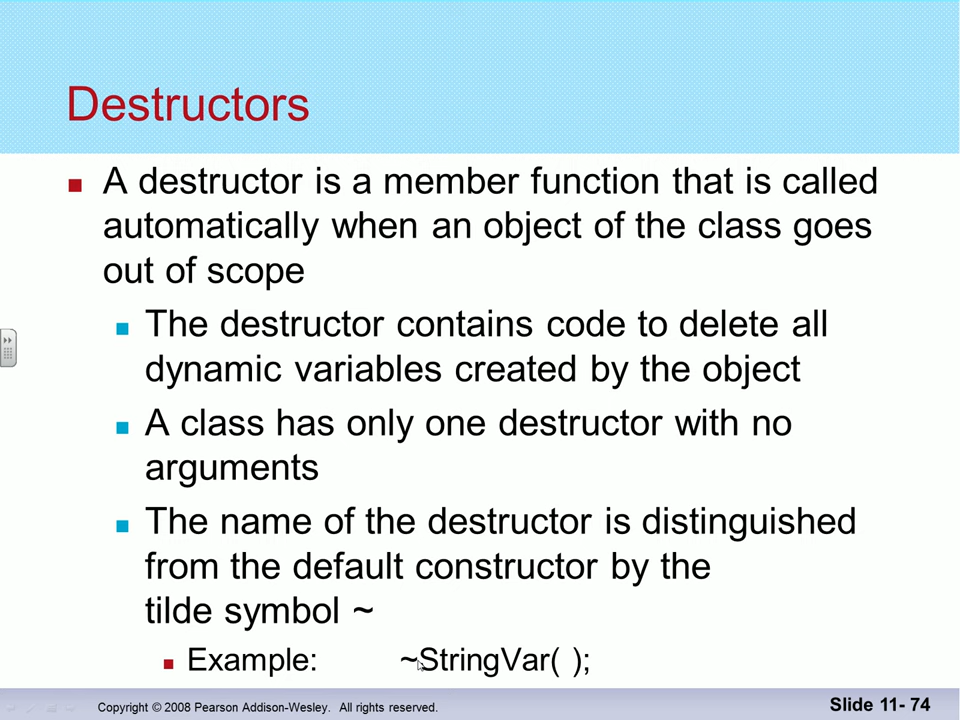 Destructors
A destructor is a member function that is called
automatically when an object of the class goes
out of scope
The destructor contains code to delete all
dynamic variables created by the object
A class has only one destructor with no
arguments
The name of the destructor is distinguished
from the default constructor by the
tilde symbol ~
Example: ~StringVar( );
Copyright © 2008 Pearson Addison-Wesley. All rights reserved.
Slide 11- 74